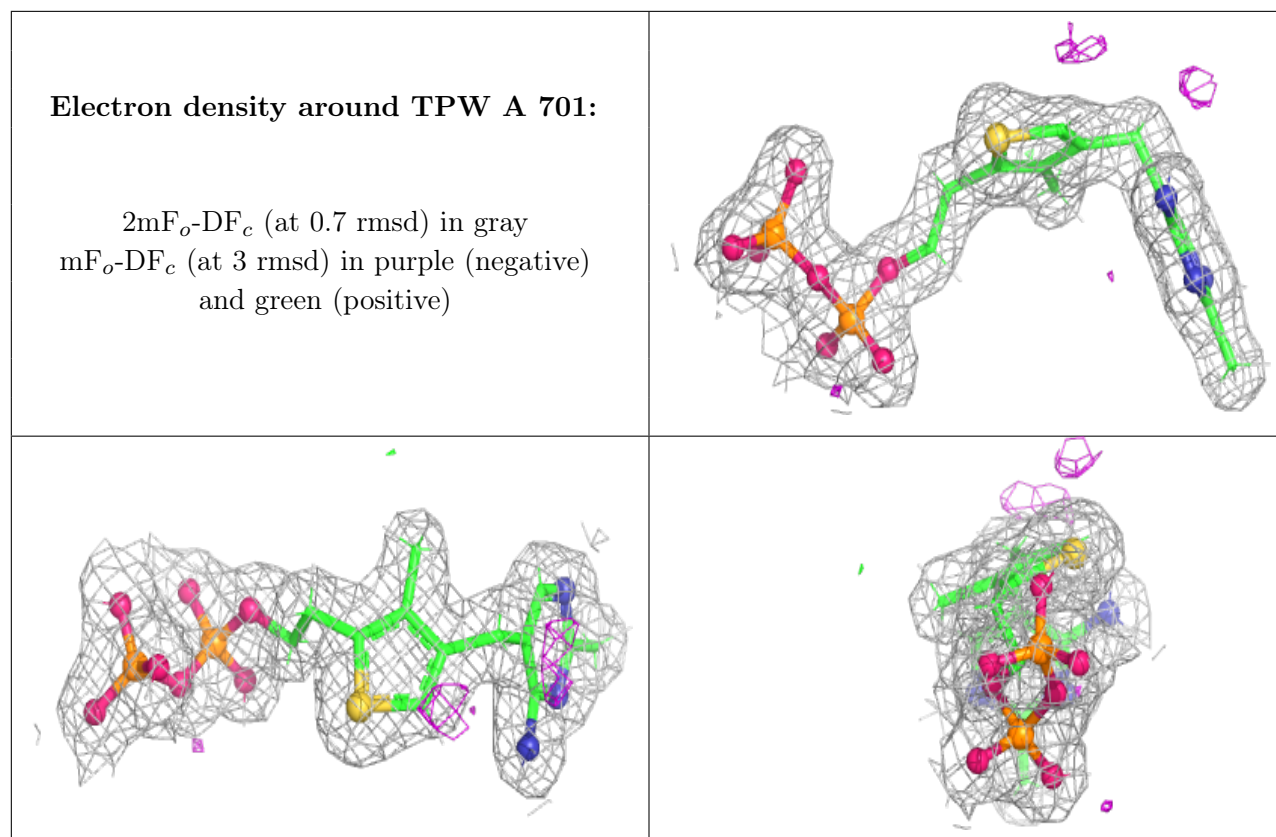 Electron density around TPW A 701:
2mFo-DFc (at 0.7 rmsd) in gray
mFo-DFc (at 3 rmsd) in purple (negative)
and green (positive)